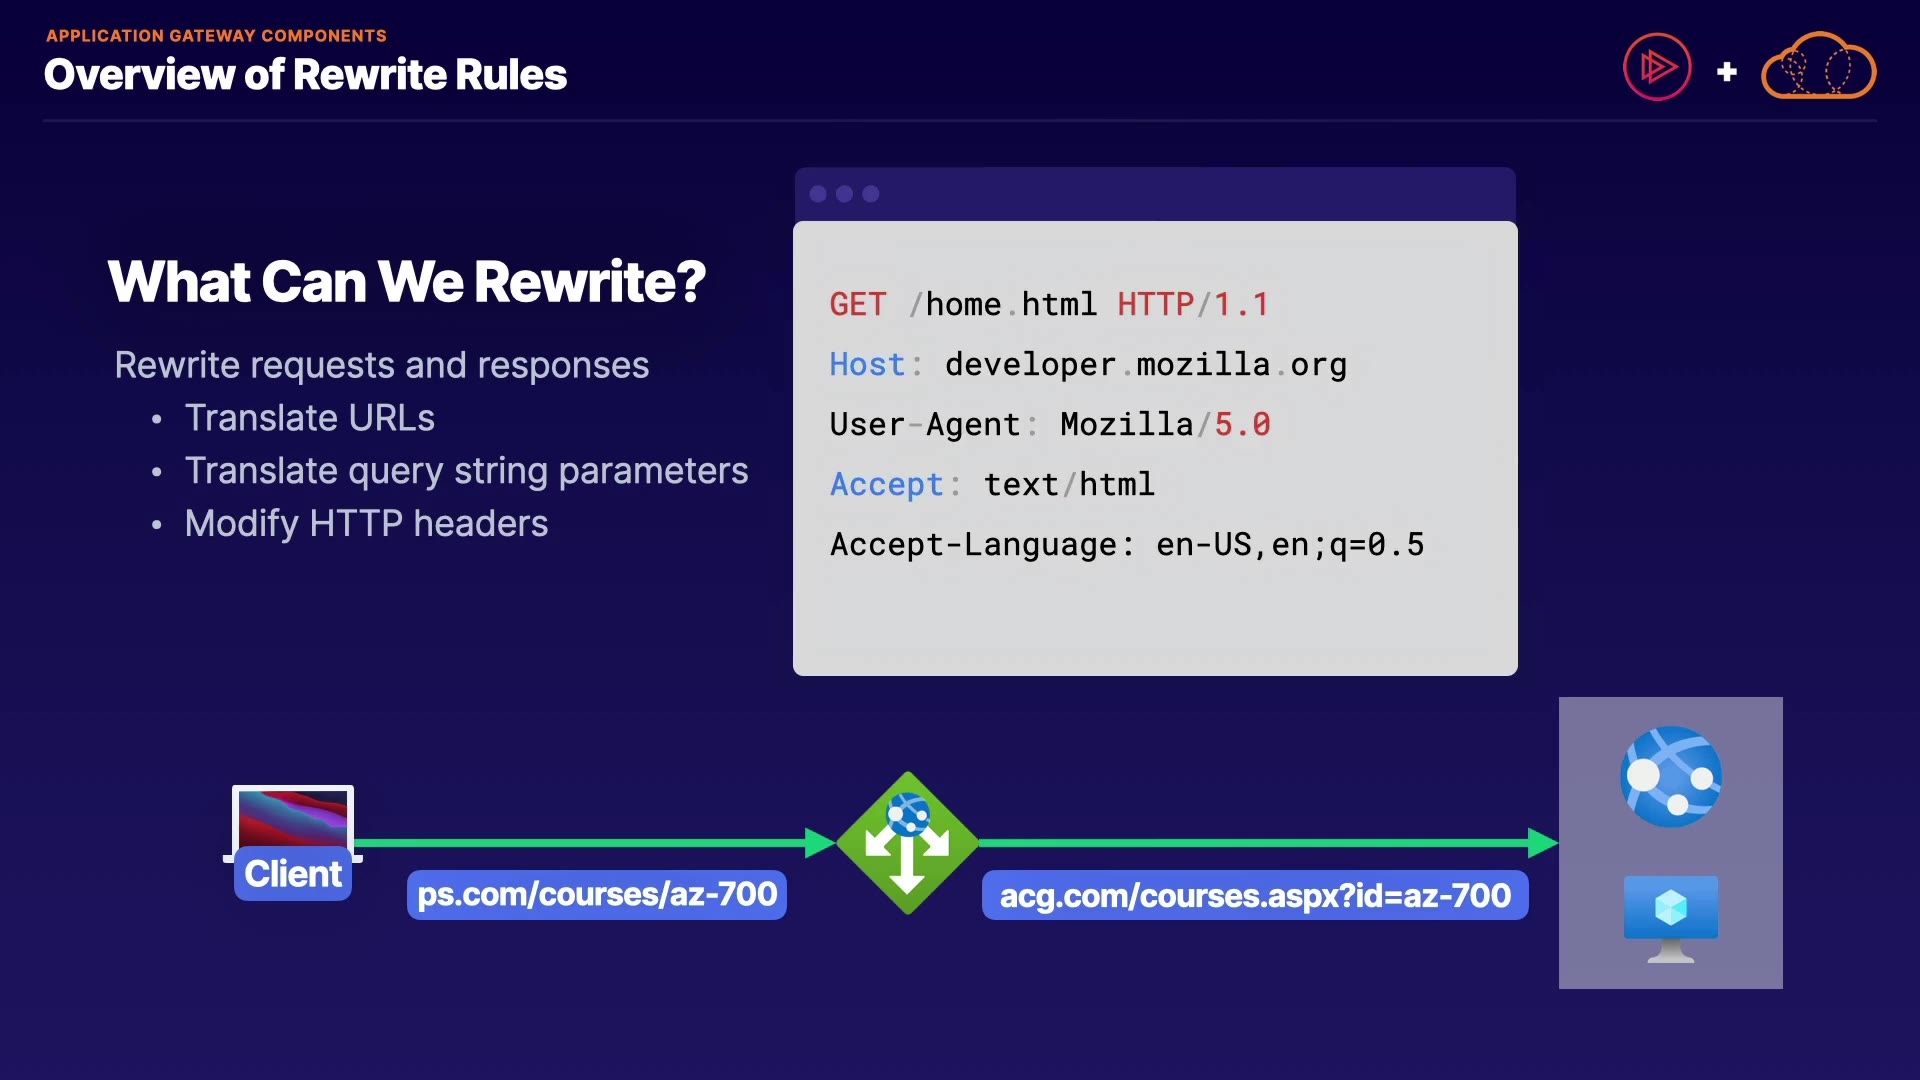 APPLICATION GATEWAY COMPONENTS
Overview of Rewrite Rules
+
What Can We Rewrite?
Rewrite requests and responses
• Translate URLs
• Translate query string parameters
• Modify HTTP headers
GET /home.html HTTP/1.1
Host: developer.mozilla.org
User-Agent: Mozilla/5.0
Accept: text/html
Accept-Language: en-US,en;q=0.5
Client
ps.com/courses/az-700
acg.com/courses.aspx?id=az-700